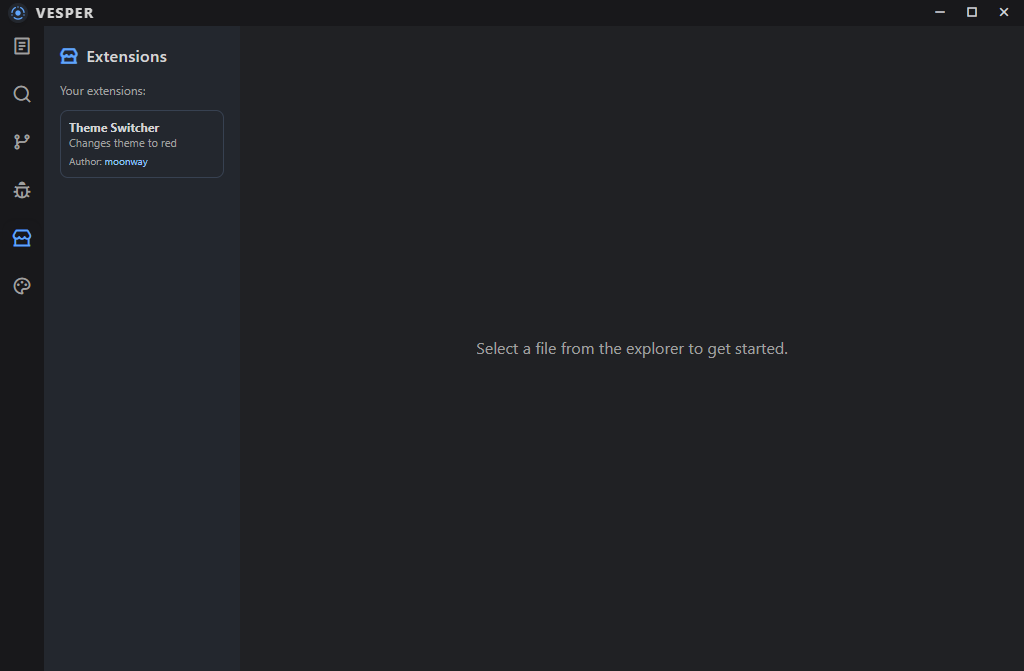 VESPER
Extensions
Your extensions:
Theme Switcher
Changes theme to red
Author: moonway
Select a file from the explorer to get started.